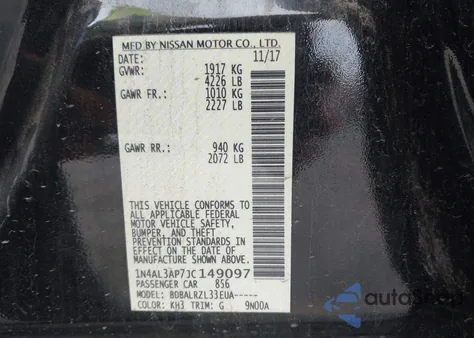 MFD BY NISSAN MOTOR CO., LTD.
DATE: 11/17
GVWR: 1917 KG
4226 LB
GAWR FR.: 1010 KG
2227 LB
GAWR RR.: 940 KG
2072 LB
THIS VEHICLE CONFORMS TO
ALL APPLICABLE FEDERAL
MOTOR VEHICLE SAFETY,
BUMPER, AND THEFT
PREVENTION STANDARDS IN
EFFECT ON THE DATE OF
MANUFACTURE SHOWN ABOVE.
1N4AL3AP7JC149097
PASSENGER CAR 856
MODEL: BDBALRZL33EUA-----
COLOR: KH3 TRIM: G 9N00A
autoShop